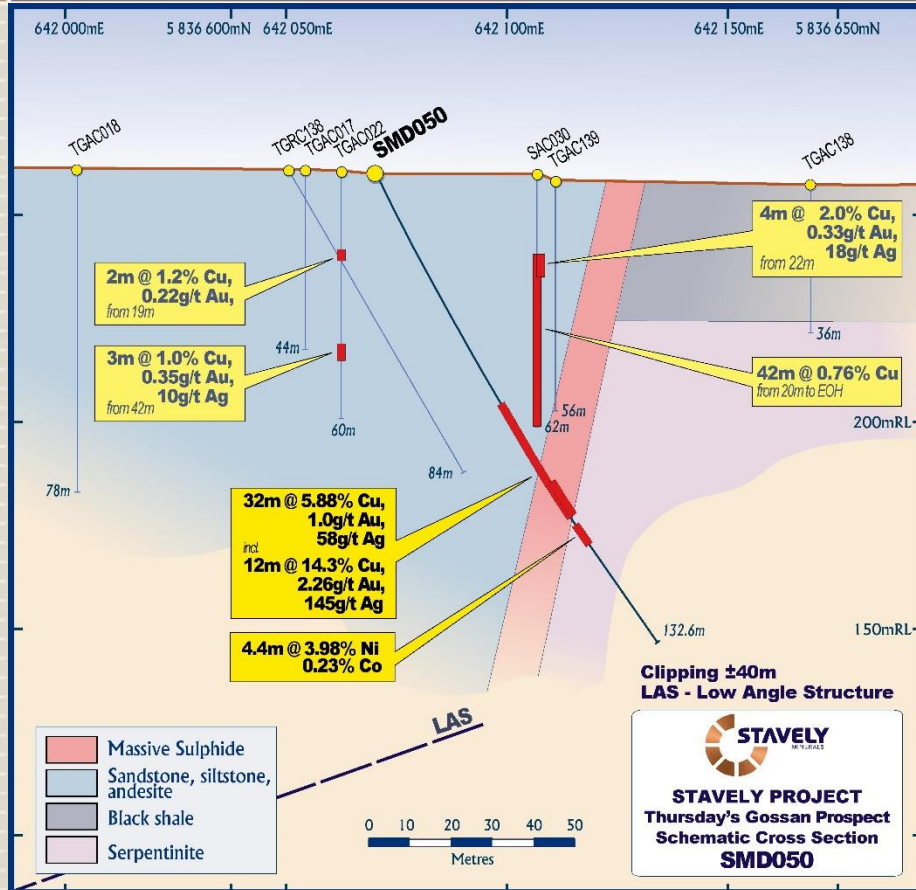 642 000mE
5 836 600mN
642 050mE
642 100mE
642 150mE
5 836 650mN
TGAC018
TGRC138
TGAC017
TGAC022
SMD050
SAC030
TGAC139
TGAC138
4m @ 2.0% Cu,
0.33g/t Au,
18g/t Ag
from 22m
2m @ 1.2% Cu,
0.22g/t Au,
from 19m
44m
36m
3m @ 1.0% Cu,
0.35g/t Au,
10g/t Ag
from 42m
42m @ 0.76% Cu
from 20m to EOH
56m
60m
62m
200mRL
84m
78m
32m @ 5.88% Cu,
1.0g/t Au,
58g/t Ag
incl
12m @ 14.3% Cu,
2.26g/t Au,
145g/t Ag
132.6m
150mRL
4.4m @ 3.98% Ni
0.23% Co
Clipping ±40m
LAS - Low Angle Structure
LAS
Massive Sulphide
Sandstone, siltstone,
andesite
Black shale
Serpentinite
0 10 20 30 40 50
Metres
STAVELY
MINERALS
STAVELY PROJECT
Thursday's Gossan Prospect
Schematic Cross Section
SMD050